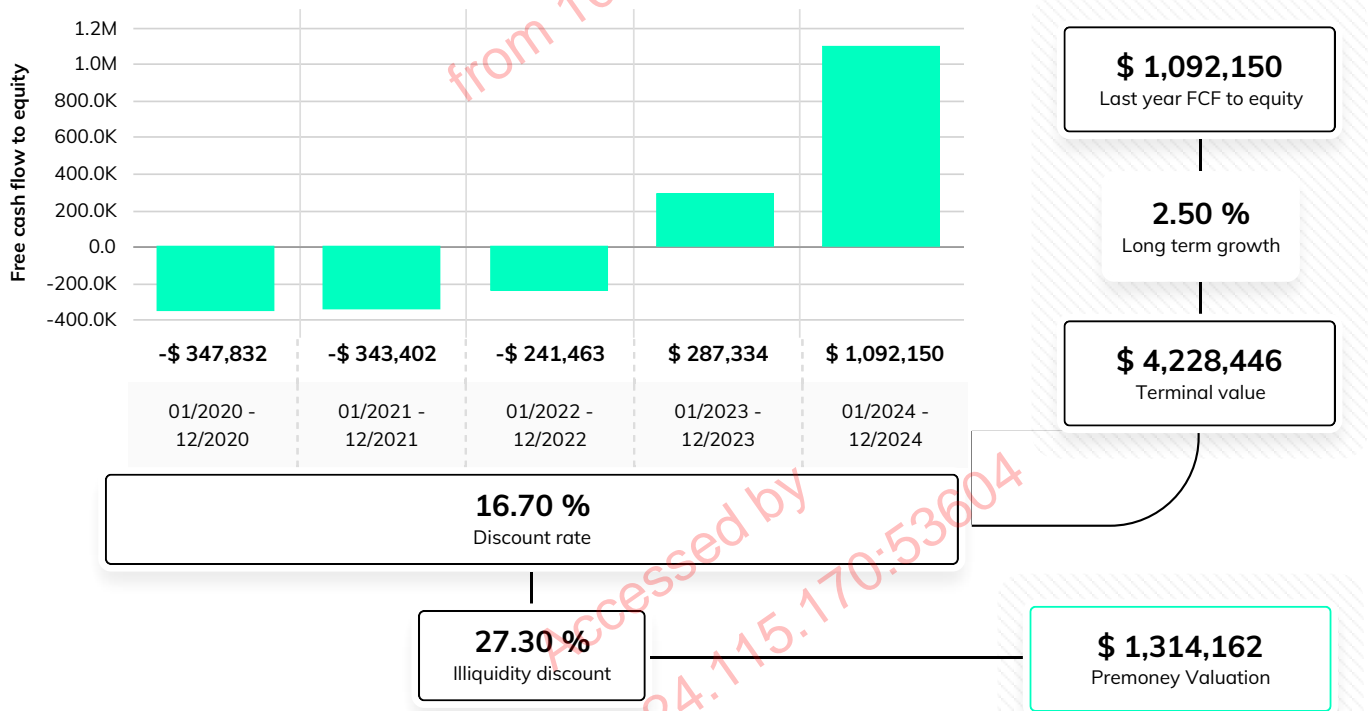 Free cash flow to equity
1.2M
1.0M
800.0K
600.0K
400.0K
200.0K
0.0
-200.0K
-400.0K
-$ 347,832
-$ 343,402
-$ 241,463
$ 287,334
$ 1,092,150
01/2020 -
12/2020
01/2021 -
12/2021
01/2022 -
12/2022
01/2023 -
12/2023
01/2024 -
12/2024
$ 1,092,150
Last year FCF to equity
2.50 %
Long term growth
$ 4,228,446
Terminal value
16.70 %
Discount rate
27.30 %
Illiquidity discount
$ 1,314,162
Premoney Valuation
Accessed by